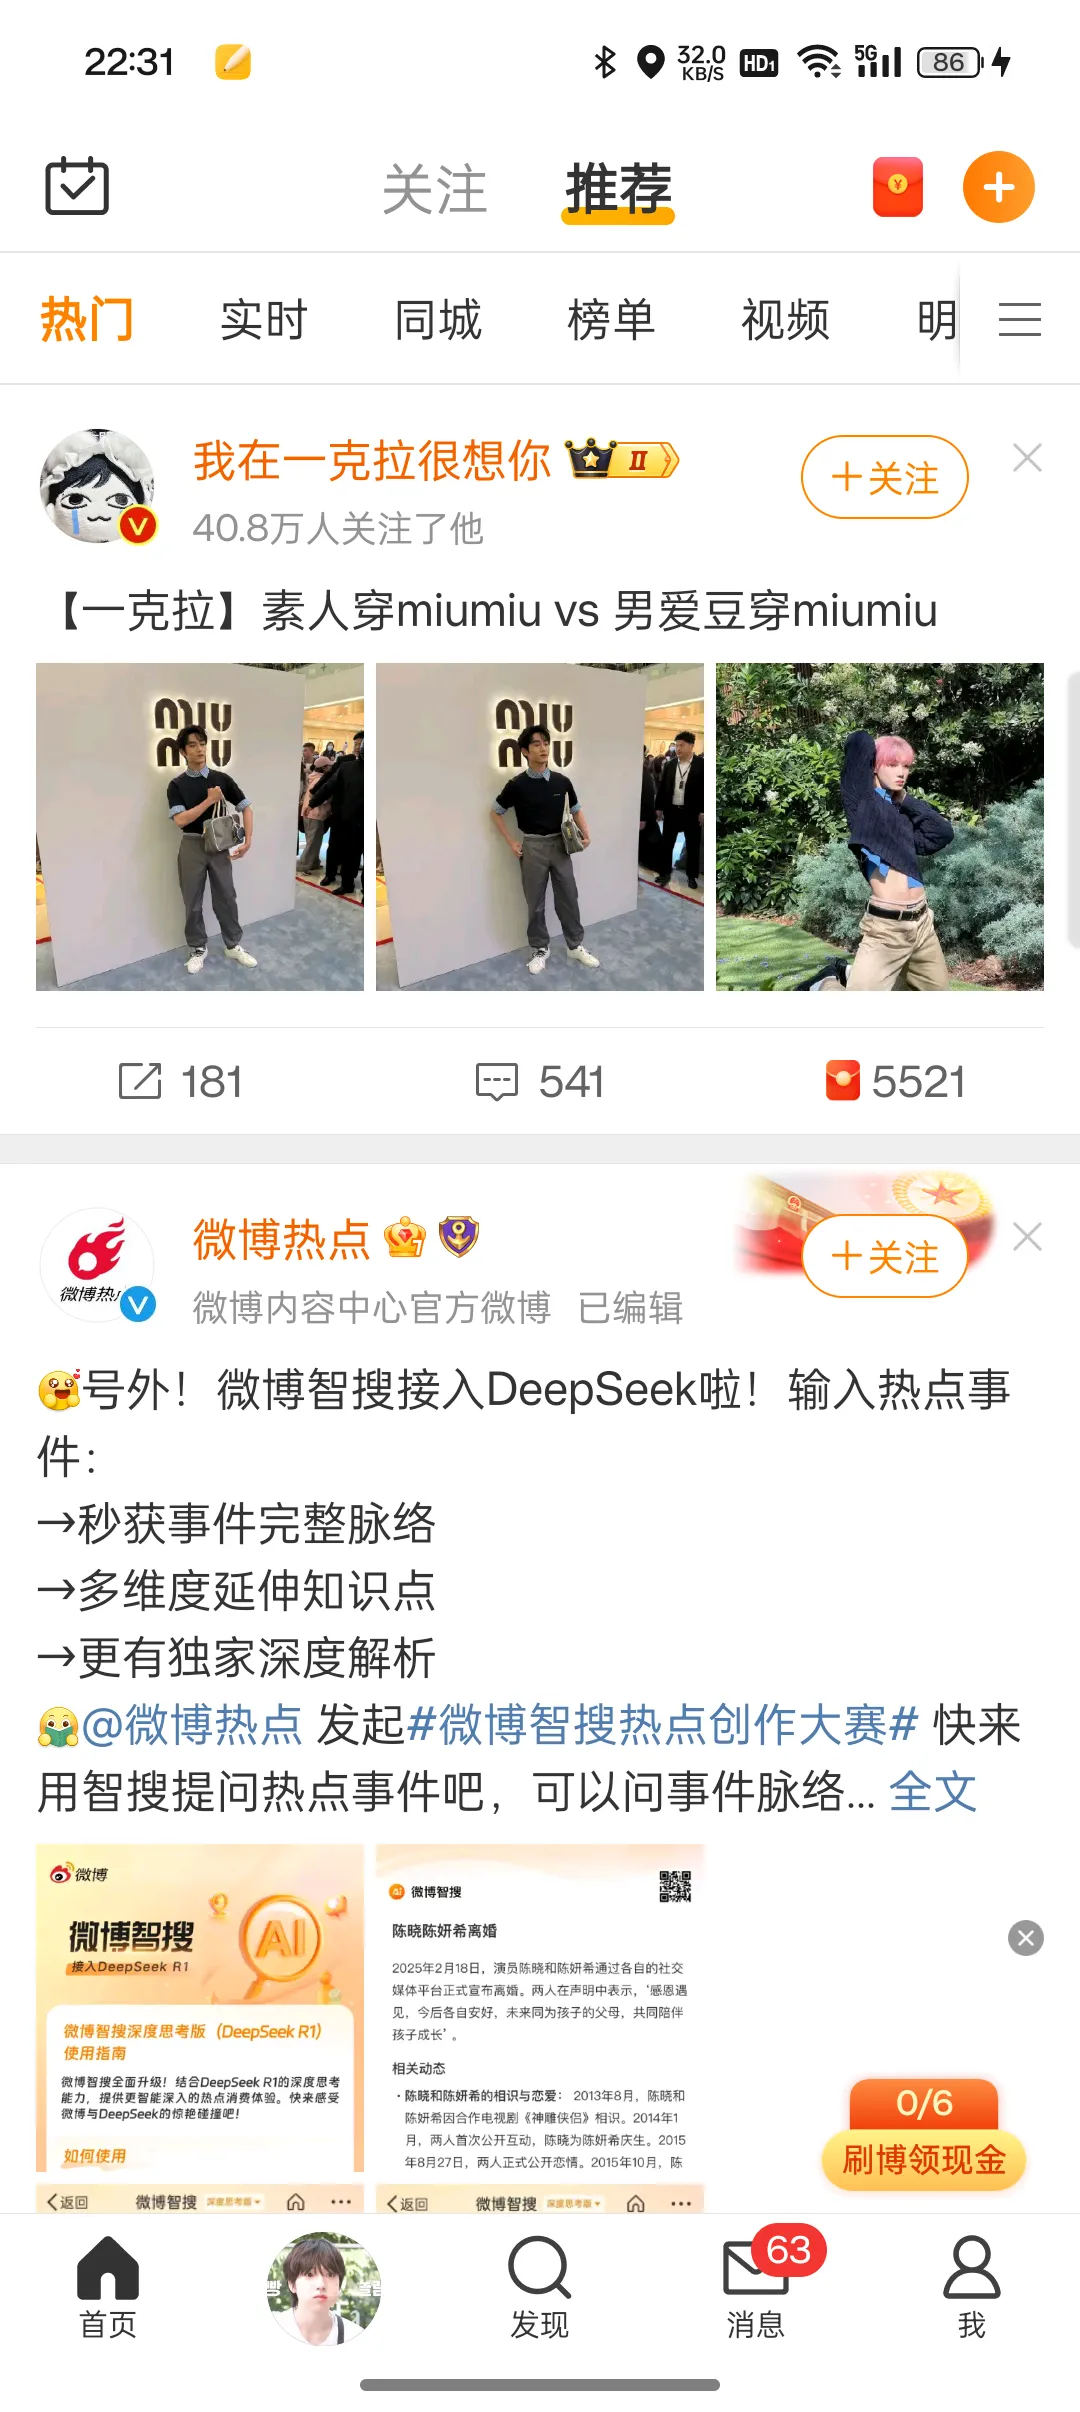 22:31
32.0
KB/S
HD1
5G
86
关注
推荐
热门
实时
同城
榜单
视频
明
我在一克拉很想你
II
+关注
40.8万人关注了他
【一克拉】素人穿miumiu vs 男爱豆穿miumiu
miu
miu
miu
miu
181
541
5521
微博热点
+关注
微博热
微博内容中心官方微博 已编辑
号外！微博智搜接入DeepSeek啦！输入热点事
件：
→秒获事件完整脉络
→多维度延伸知识点
→更有独家深度解析
@微博热点 发起#微博智搜热点创作大赛# 快来
用智搜提问热点事件吧，可以问事件脉络... 全文
微博
微博智搜
接入DeepSeek R1
AI
微博智搜深度思考版（DeepSeek R1）
使用指南
微博智搜全面升级！结合DeepSeek R1的深度思考
能力，提供更智能深入的热点消费体验。快来感受
微博与DeepSeek的惊艳碰撞吧！
如何使用
Ai 微博智搜
陈晓陈妍希离婚
2025年2月18日，演员陈晓和陈妍希通过各自的社交
媒体平台正式宣布离婚。两人在声明中表示，‘感恩遇
见，今后各自安好，未来同为孩子的父母，共同陪伴
孩子成长’。
相关动态
·陈晓和陈妍希的相识与恋爱：2013年8月，陈晓和
陈妍希因合作电视剧《神雕侠侣》相识。2014年1
月，两人首次公开互动，陈晓为陈妍希庆生。2015
年8月27日，两人正式公开恋情。2015年10月，陈
返回
微博智搜
深度思考版
返回
微博智搜
深度思考版
0/6
刷博领现金
首页
发现
63
消息
我